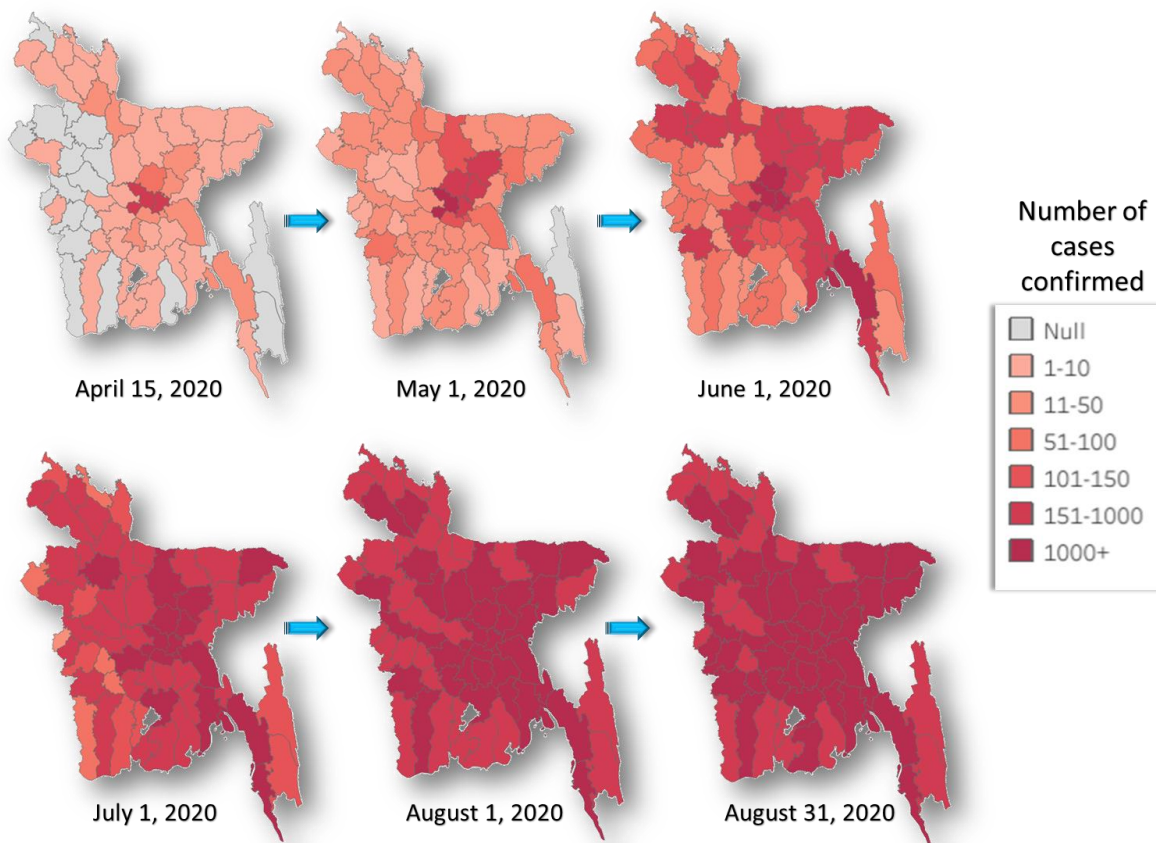 April 15, 2020
May 1, 2020
June 1, 2020
Number of
cases
confirmed
Null
1-10
11-50
51-100
101-150
151-1000
1000+
July 1, 2020
August 1, 2020
August 31, 2020